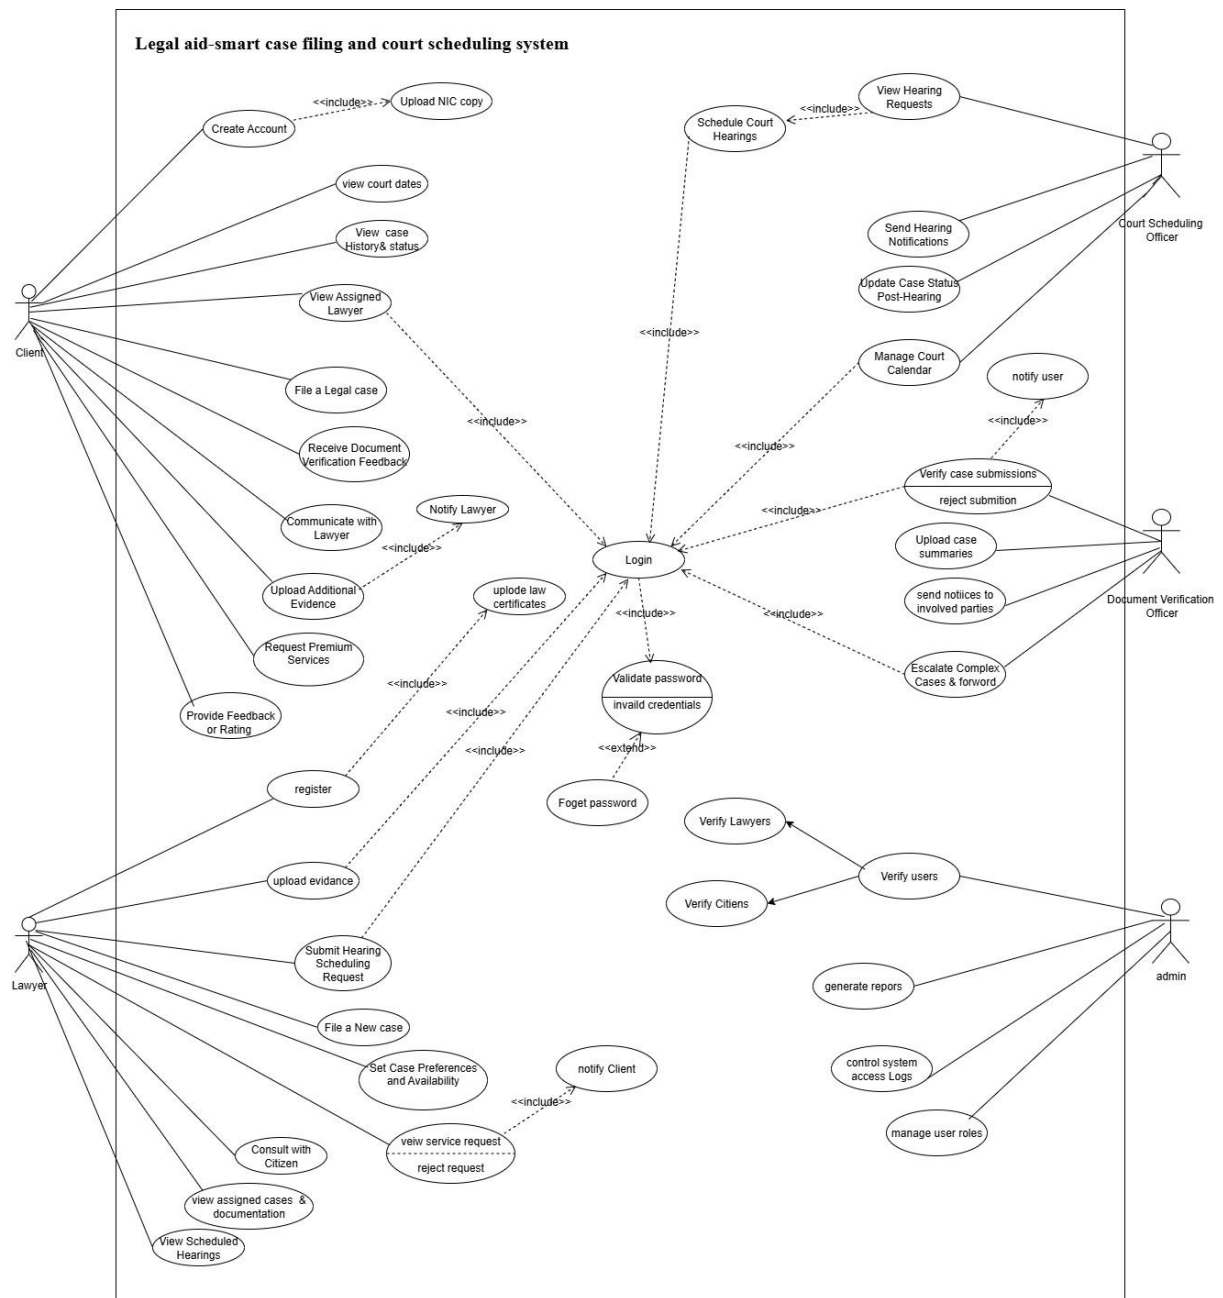 Legal aid-smart case filing and court scheduling system
<<include>>
Upload NIC copy
Create Account
view court dates
View case
History& status
View Assigned
Lawyer
Client
File a Legal case
Receive Document
Verification Feedback
Communicate with
Lawyer
Notify Lawyer
<<include>>
Upload Additional
Evidence
Request Premium
Services
Provide Feedback
or Rating
View Hearing
Requests
<<include>>
Schedule Court
Hearings
Court Scheduling
Officer
Send Hearing
Notifications
Update Case Status
Post-Hearing
<<include>>
Manage Court
Calendar
notify user
<<include>>
<<include>>
<<include>>
Verify case submissions
reject submition
<<include>>
Upload case
summaries
Login
send notiices to
involved parties
Document Verification
Officer
<<include>>
<<include>>
Escalate Complex
Cases & forword
uplode law
certificates
<<include>>
Validate password
invaild credentials
<<include>>
<<include>>
<<extend>>
Foget password
register
upload evidance
Submit Hearing
Scheduling
Request
Lawyer
File a New case
Set Case Preferences
and Availability
notify Client
<<include>>
veiw service request
reject request
Consult with
Citizen
view assigned cases &
documentation
View Scheduled
Hearings
Verify Lawyers
Verify users
Verify Citiens
generate repors
admin
control system
access Logs
manage user roles